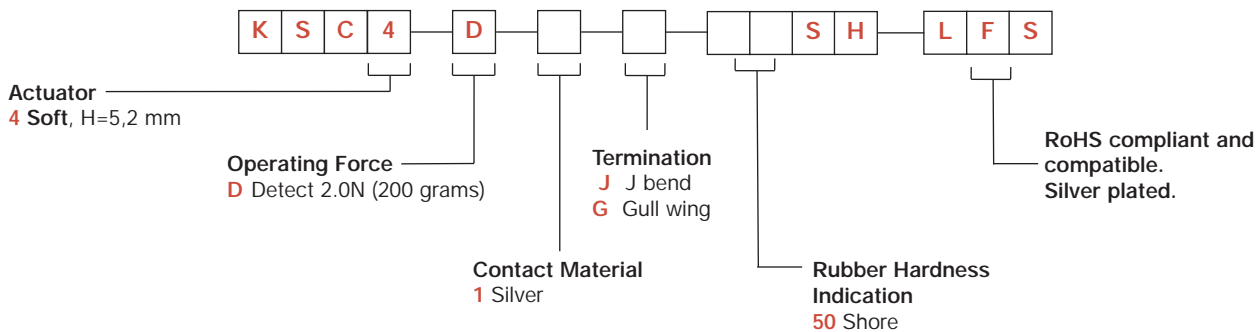 K S C 4 D S H L F S
Actuator
4 Soft, H=5,2 mm
Operating Force
D Detect 2.0N (200 grams)
Termination
J J bend
G Gull wing
RoHS compliant and
compatible.
Silver plated.
Contact Material
1 Silver
Rubber Hardness
Indication
50 Shore